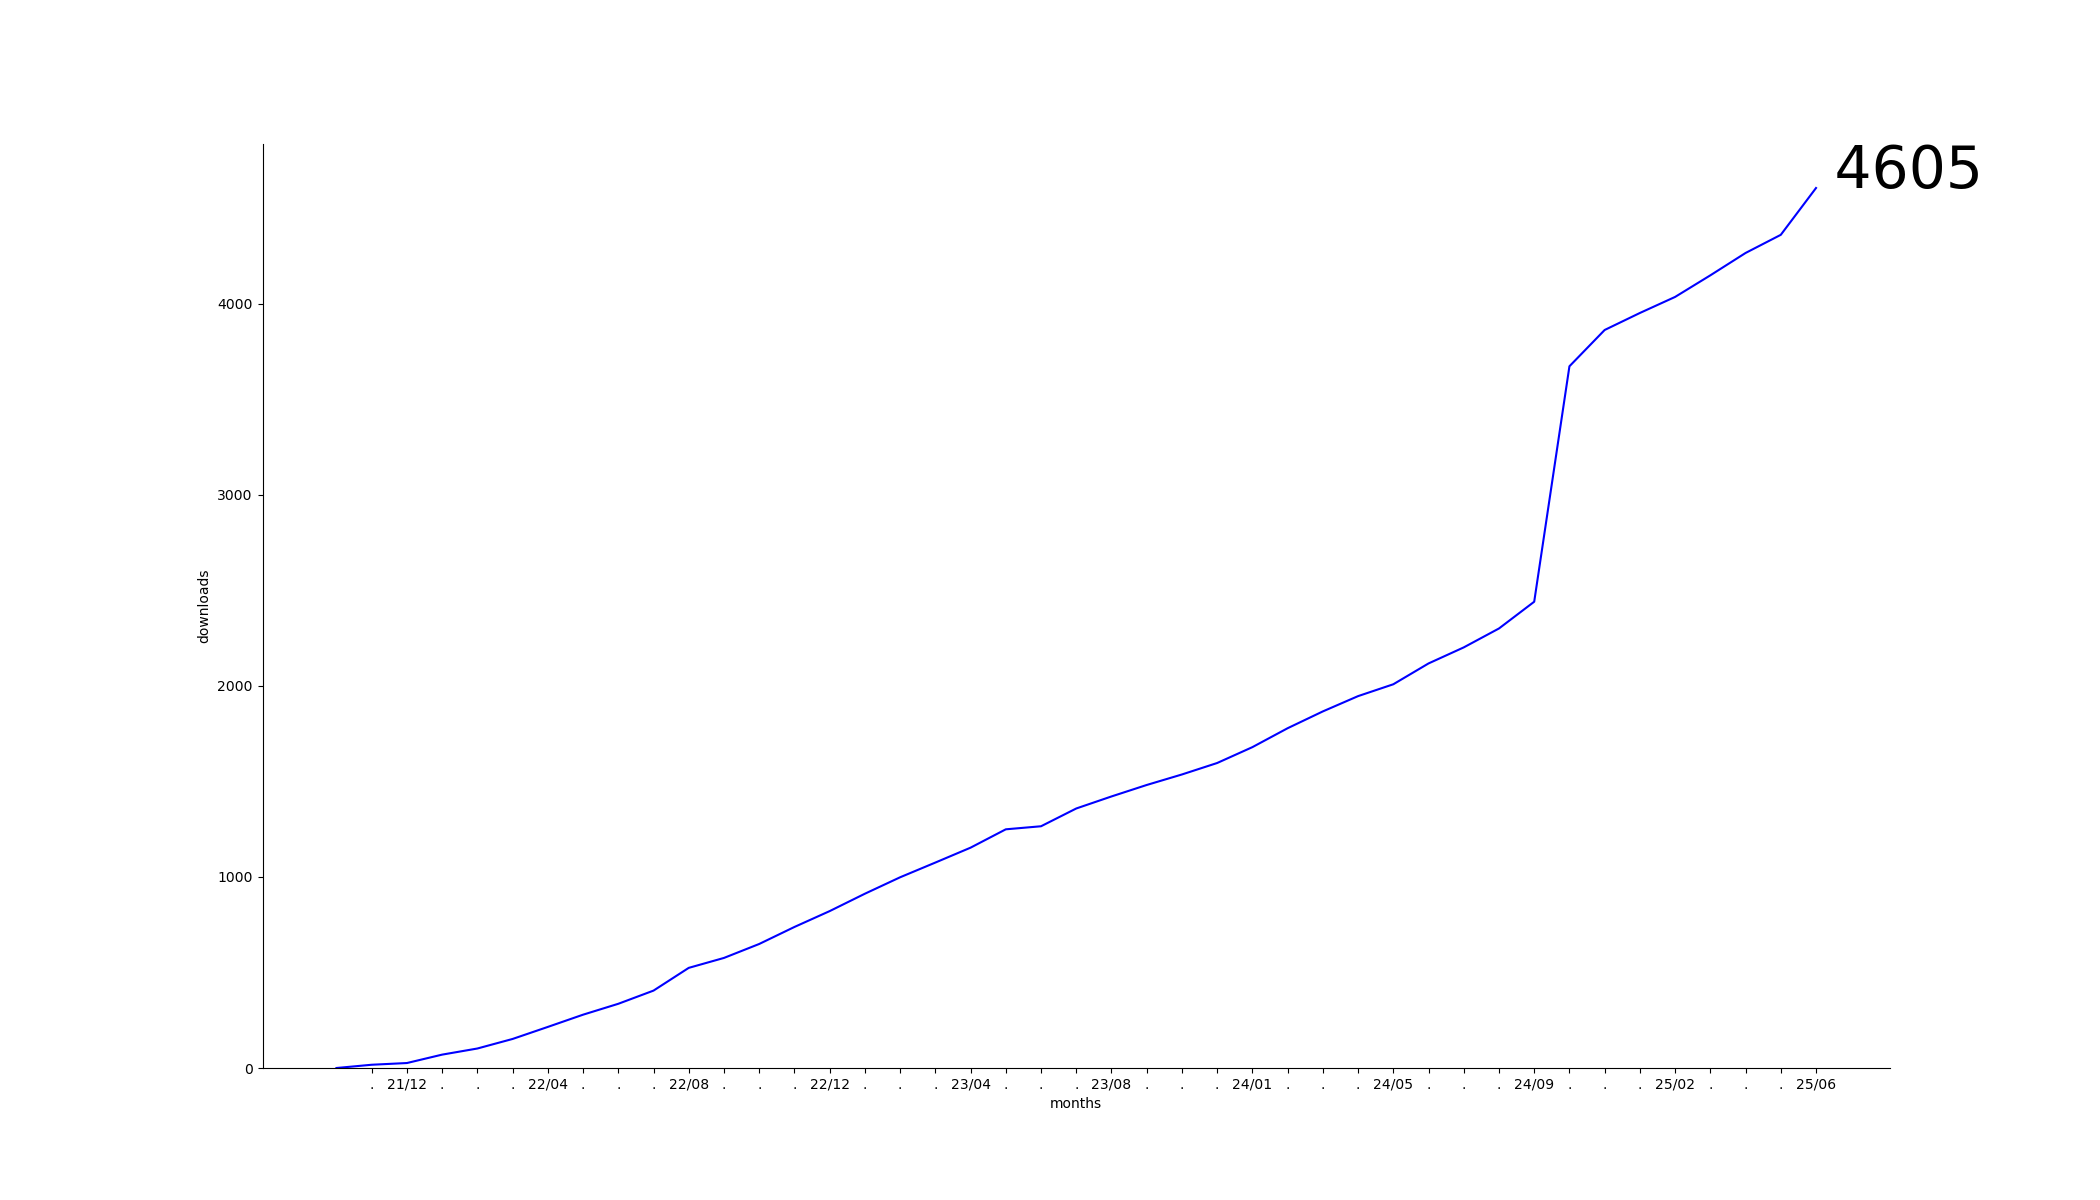 4605
4000
3000
2000
1000
0
downloads
. 21/12 . . . 22/04 . . . 22/08 . . . 22/12 . . . 23/04 . . . 23/08 . . . 24/01 . . . 24/05 . . . 24/09 . . . 25/02 . . . 25/06
months